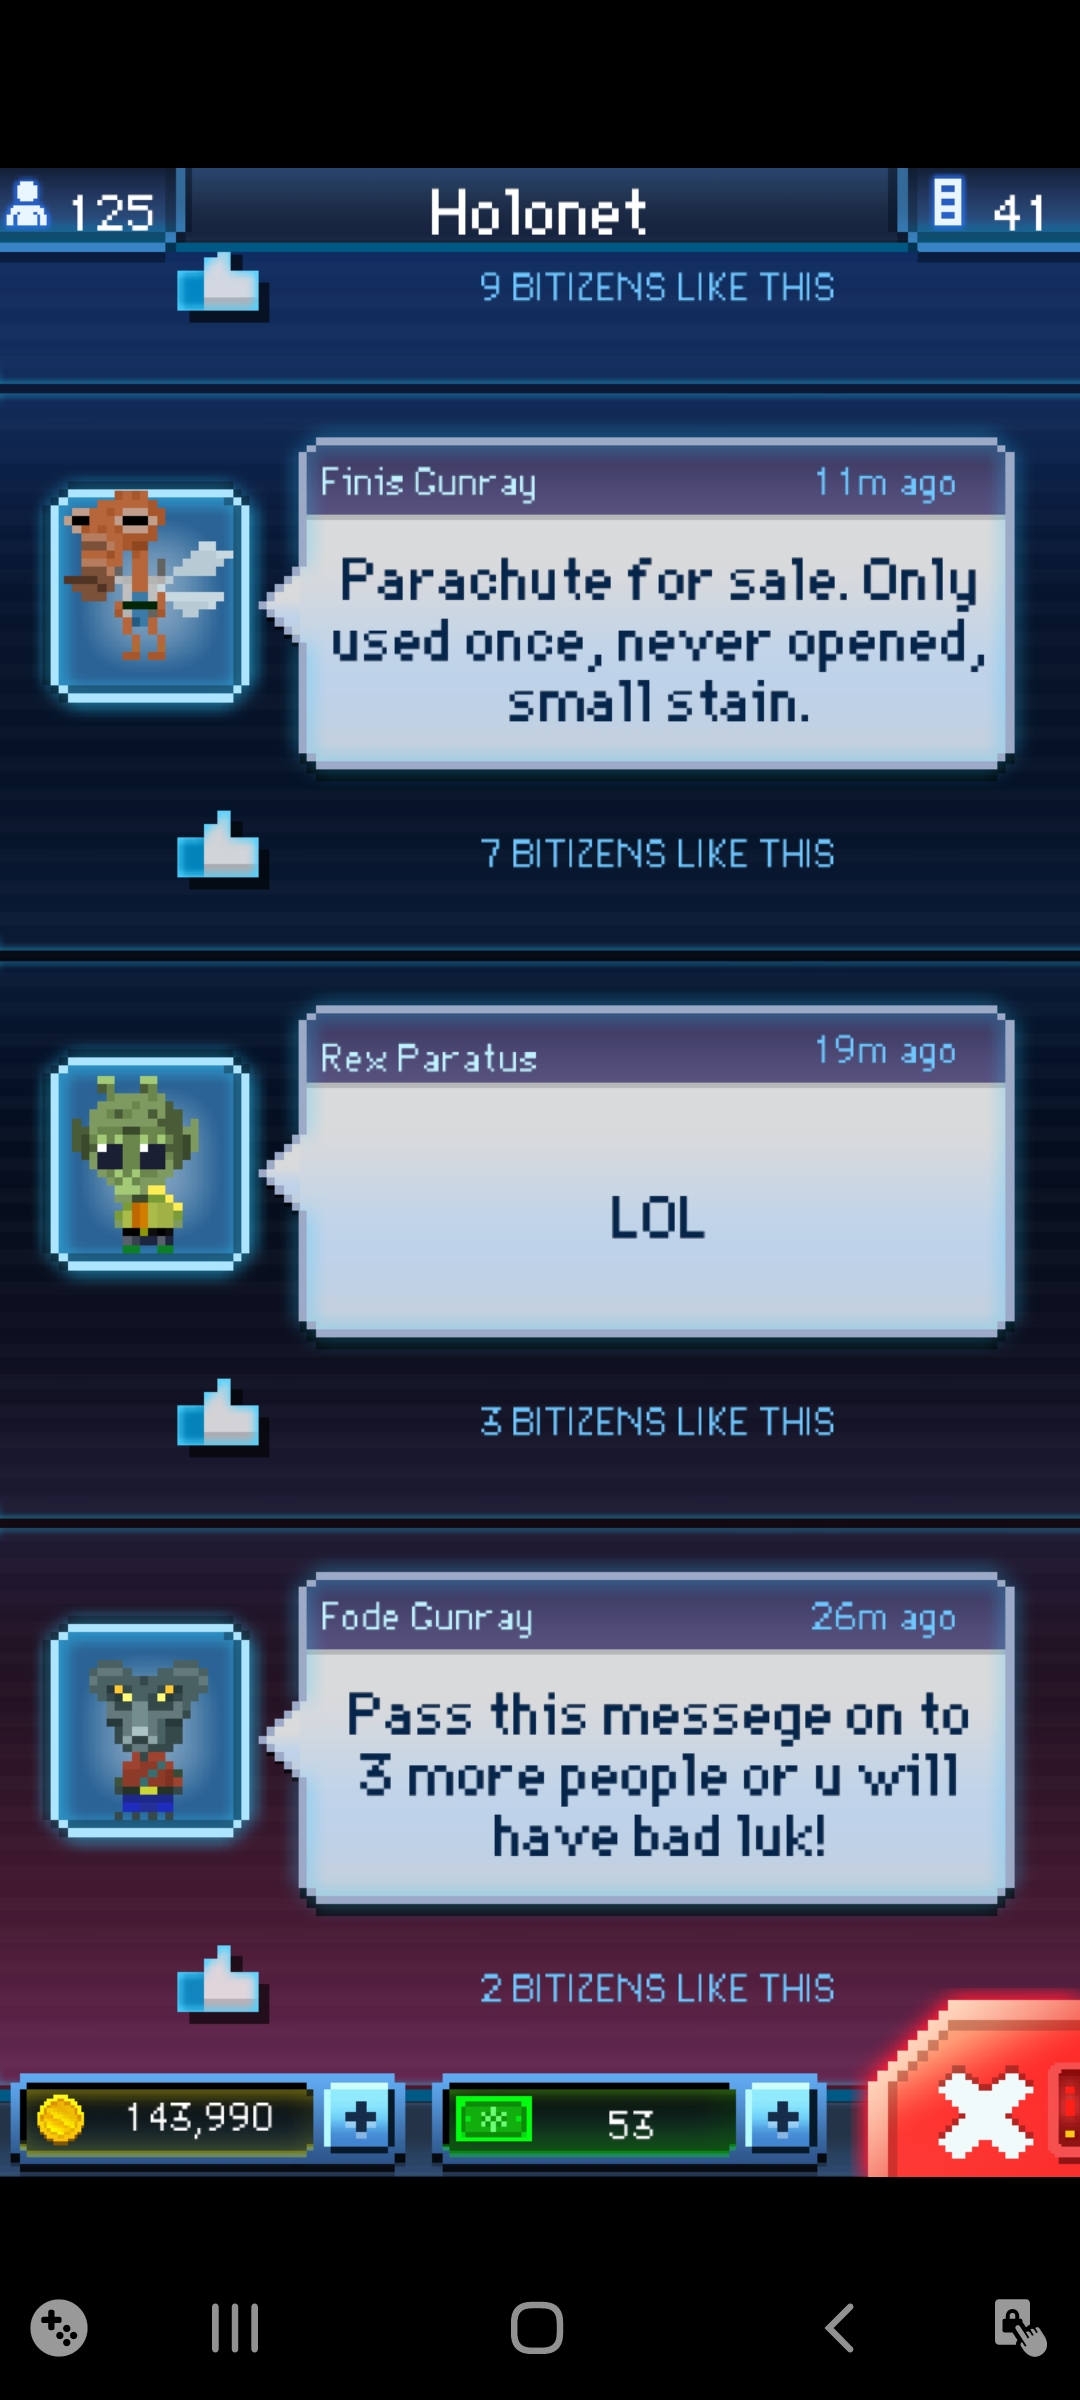 125
Holonet
41
9 BITIZENS LIKE THIS
Finis Gunray
11m ago
Parachute for sale. Only
used once, never opened,
small stain.
7 BITIZENS LIKE THIS
Rex Paratus
19m ago
LOL
3 BITIZENS LIKE THIS
Fode Gunray
26m ago
Pass this messege on to
3 more people or u will
have bad luk!
2 BITIZENS LIKE THIS
143,990
53